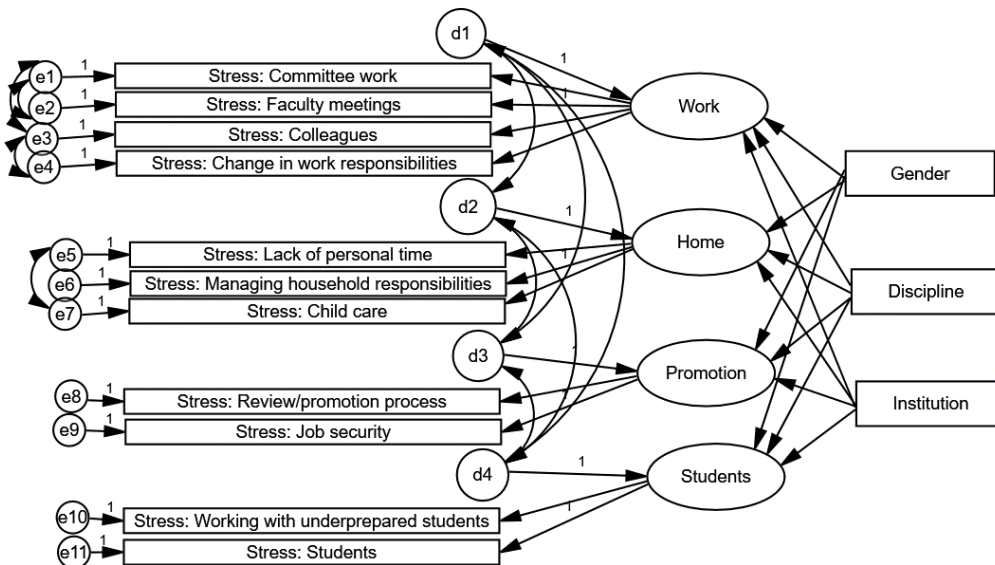 d1
1
e1
1
Stress: Committee work
e2
1
Stress: Faculty meetings
1
Work
e3
1
Stress: Colleagues
e4
1
Stress: Change in work responsibilities
Gender
d2
1
e5
1
Stress: Lack of personal time
1
Home
e6
1
Stress: Managing household responsibilities
e7
1
Stress: Child care
Discipline
d3
1
Promotion
e8
1
Stress: Review/promotion process
1
e9
1
Stress: Job security
Institution
d4
1
Students
e10
1
Stress: Working with underprepared students
1
e11
1
Stress: Students